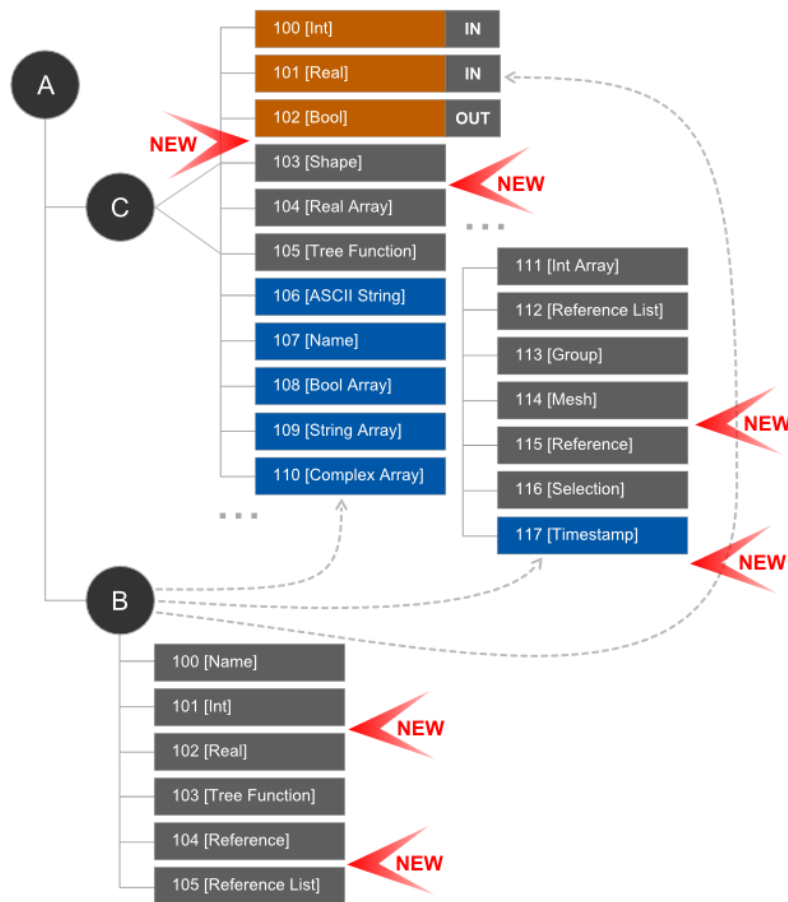 A
100 [Int] IN
101 [Real] IN
102 [Bool] OUT
NEW
103 [Shape]
NEW
C
104 [Real Array]
105 [Tree Function]
106 [ASCII String]
107 [Name]
108 [Bool Array]
109 [String Array]
110 [Complex Array]
111 [Int Array]
112 [Reference List]
113 [Group]
114 [Mesh]
NEW
115 [Reference]
116 [Selection]
117 [Timestamp]
NEW
B
100 [Name]
101 [Int]
NEW
102 [Real]
103 [Tree Function]
104 [Reference]
NEW
105 [Reference List]